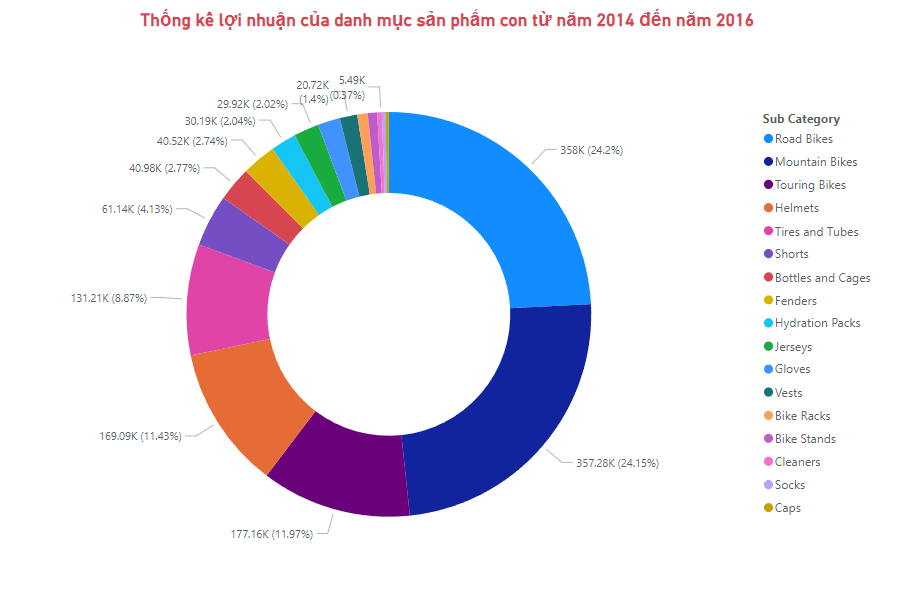 Thống kê lợi nhuận của danh mục sản phẩm con từ năm 2014 đến năm 2016
358K (24.2%)
357.28K (24.15%)
177.16K (11.97%)
169.09K (11.43%)
131.21K (8.87%)
61.14K (4.13%)
40.98K (2.77%)
40.52K (2.74%)
30.19K (2.04%)
29.92K (2.02%)
20.72K
(1.4%)
5.49K
(0.37%)
Sub Category
Road Bikes
Mountain Bikes
Touring Bikes
Helmets
Tires and Tubes
Shorts
Bottles and Cages
Fenders
Hydration Packs
Jerseys
Gloves
Vests
Bike Racks
Bike Stands
Cleaners
Socks
Caps